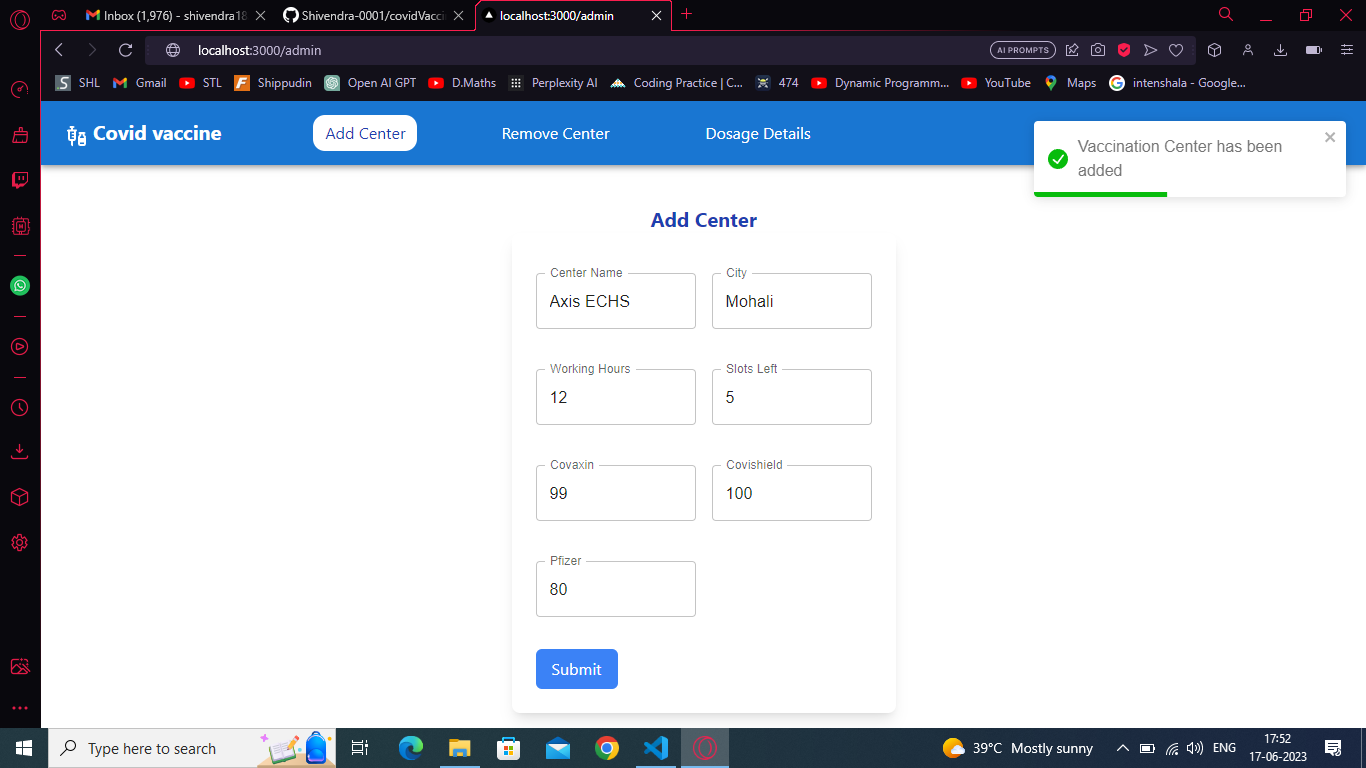 Inbox (1,976) - shivendra18
Shivendra-0001/covidVacci
localhost:3000/admin
localhost:3000/admin
AI PROMPTS
SHL
Gmail
STL
Shippudin
Open AI GPT
D.Maths
Perplexity AI
Coding Practice | C...
474
Dynamic Programm...
YouTube
Maps
intenshala - Google...
Covid vaccine
Add Center
Remove Center
Dosage Details
Vaccination Center has been
added
Add Center
Center Name
Axis ECHS
City
Mohali
Working Hours
12
Slots Left
5
Covaxin
99
Covishield
100
Pfizer
80
Submit
Type here to search
39°C Mostly sunny
ENG
17:52
17-06-2023